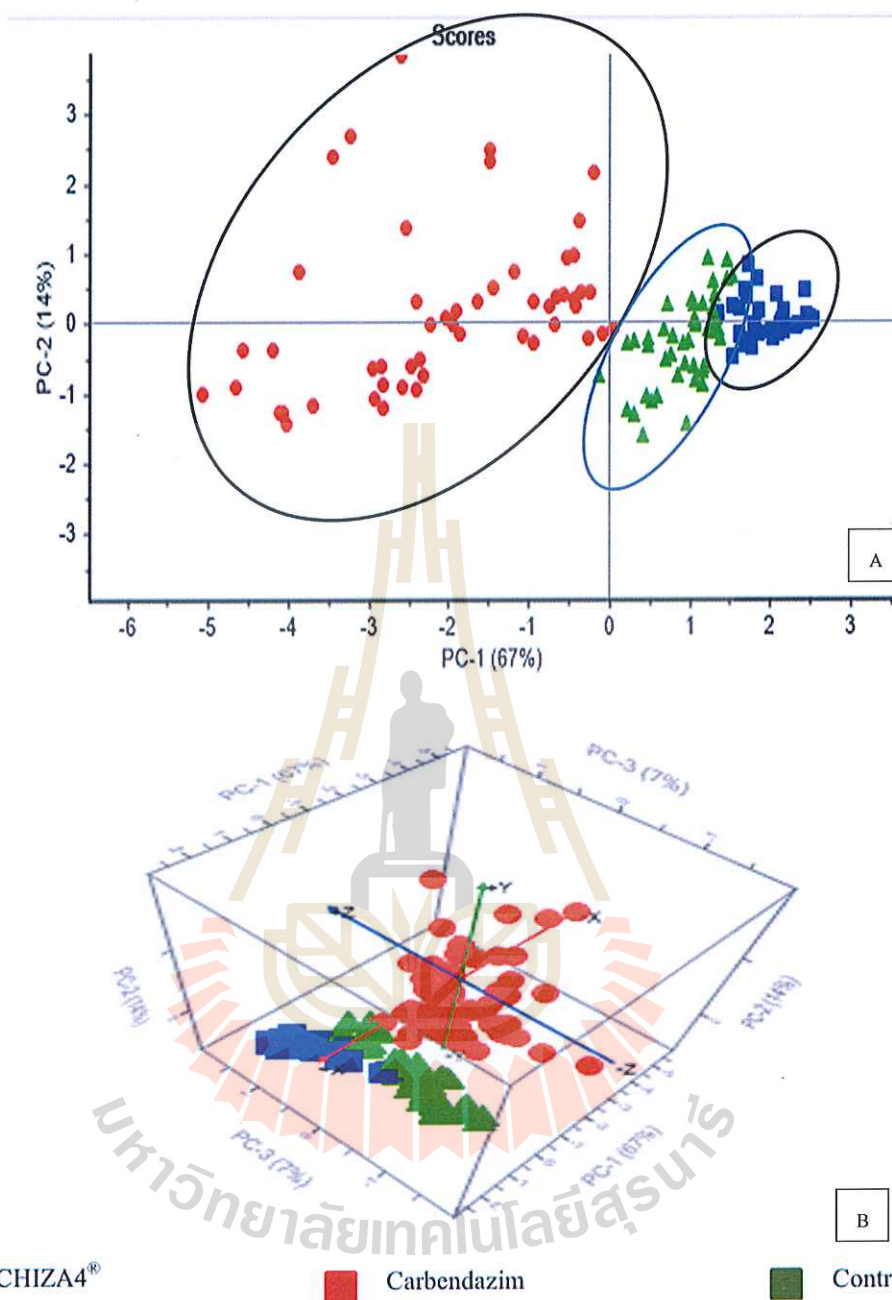 Scores
3
2
1
0
-1
-2
-3
PC-2 (14%)
A
-6 -5 -4 -3 -2 -1 0 1 2 3
PC-1 (67%)
PC-1 (67%)
PC-3 (7%)
+Y
X
-Z
PC-2 (14%)
PC-2 (14%)
PC-3 (7%)
PC-1 (67%)
B
มหาวิทยาลัยเทคโนโลยีสุรนารี
CHIZA4®
Carbendazim
Contr